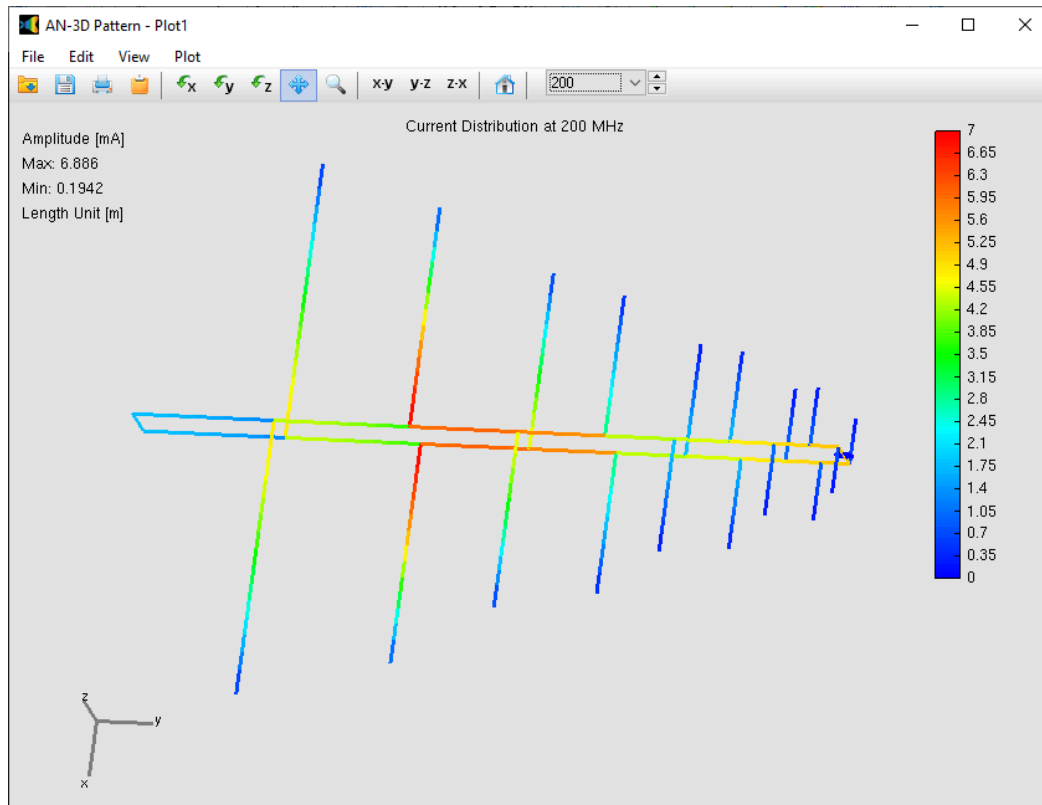 AN-3D Pattern - Plot1
File Edit View Plot
x y z x-y y-z z-x 200
Current Distribution at 200 MHz
Amplitude [mA]
Max: 6.886
Min: 0.1942
Length Unit [m]
7
6.65
6.3
5.95
5.6
5.25
4.9
4.55
4.2
3.85
3.5
3.15
2.8
2.45
2.1
1.75
1.4
1.05
0.7
0.35
0
z
y
x